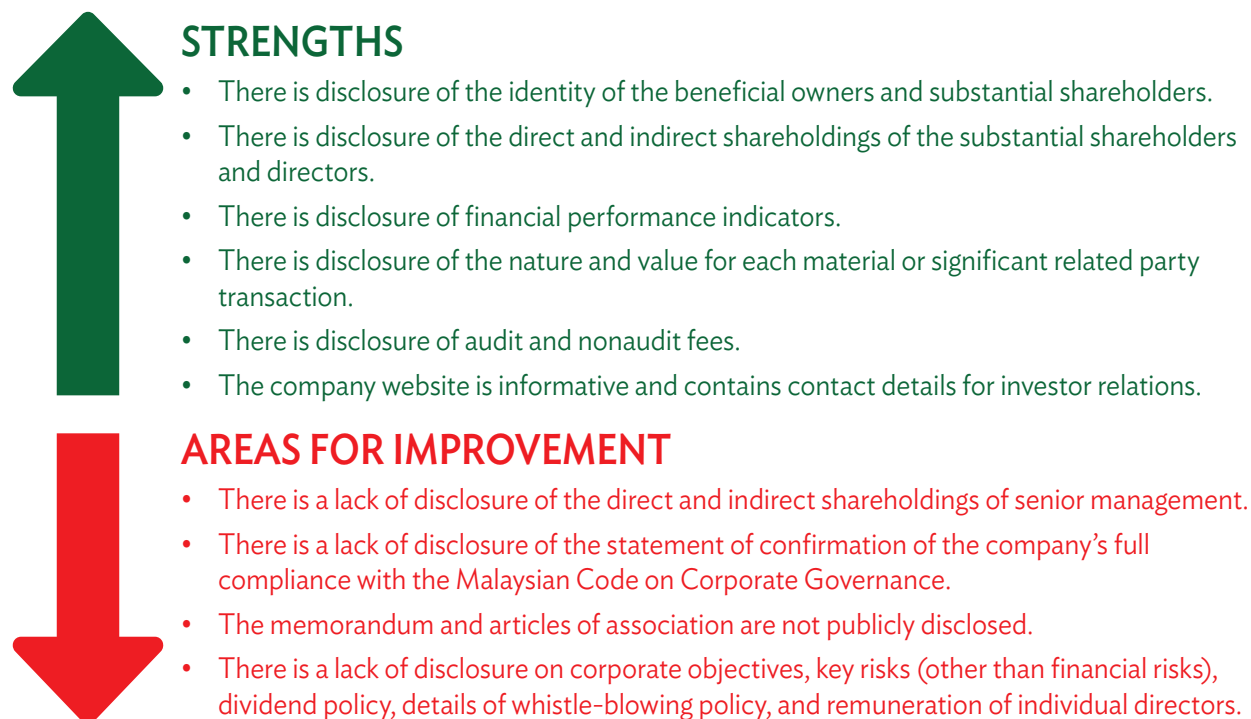 STRENGTHS
• There is disclosure of the identity of the beneficial owners and substantial shareholders.
• There is disclosure of the direct and indirect shareholdings of the substantial shareholders
and directors.
• There is disclosure of financial performance indicators.
• There is disclosure of the nature and value for each material or significant related party
transaction.
• There is disclosure of audit and nonaudit fees.
• The company website is informative and contains contact details for investor relations.
AREAS FOR IMPROVEMENT
• There is a lack of disclosure of the direct and indirect shareholdings of senior management.
• There is a lack of disclosure of the statement of confirmation of the company’s full
compliance with the Malaysian Code on Corporate Governance.
• The memorandum and articles of association are not publicly disclosed.
• There is a lack of disclosure on corporate objectives, key risks (other than financial risks),
dividend policy, details of whistle-blowing policy, and remuneration of individual directors.